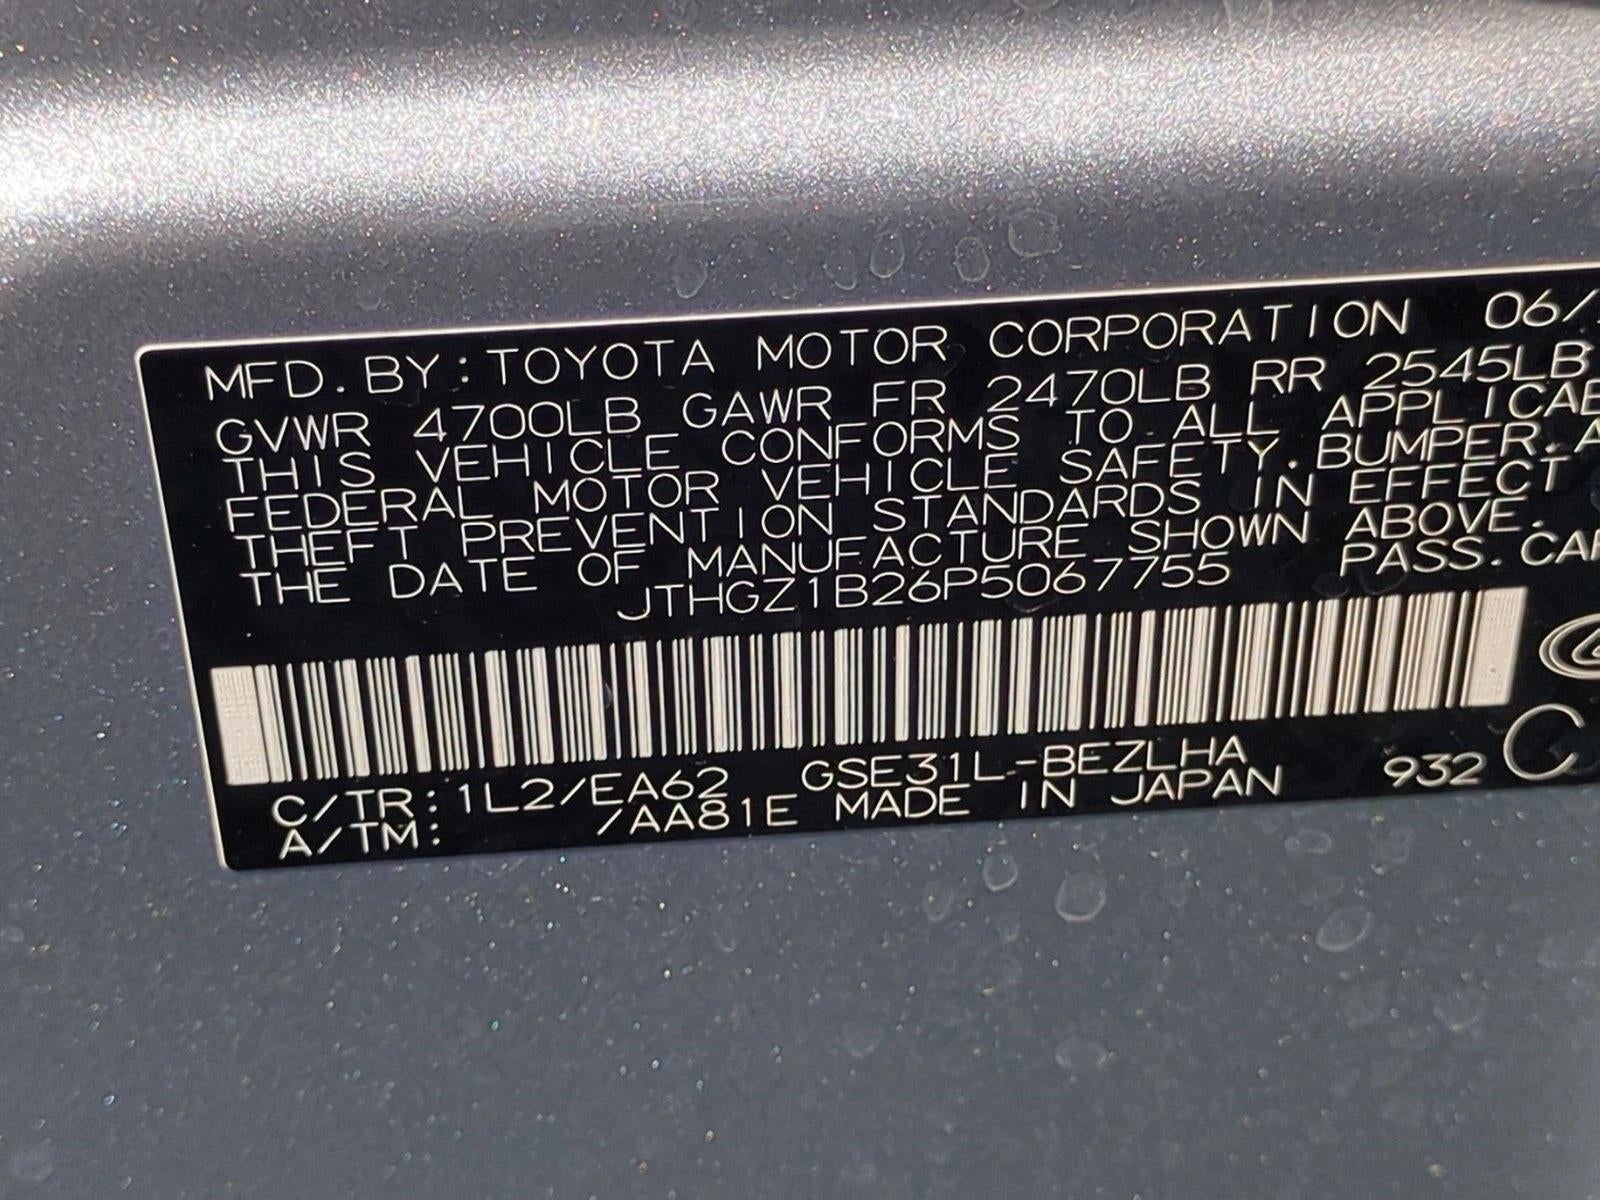 MFD. BY: TOYOTA MOTOR CORPORATION 06/
GVWR 4700LB GAWR FR 2470LB RR 2545LB
THIS VEHICLE CONFORMS TO ALL APPLICAB
FEDERAL MOTOR VEHICLE SAFETY, BUMPER, A
THEFT PREVENTION STANDARDS IN EFFECT
THE DATE OF MANUFACTURE SHOWN ABOVE.
JTHGZ1B26P5067755 PASS. CAR
C/TR: 1L2/EA62 GSE31L-BEZLHA
A/TM: /AA81E MADE IN JAPAN 932 C